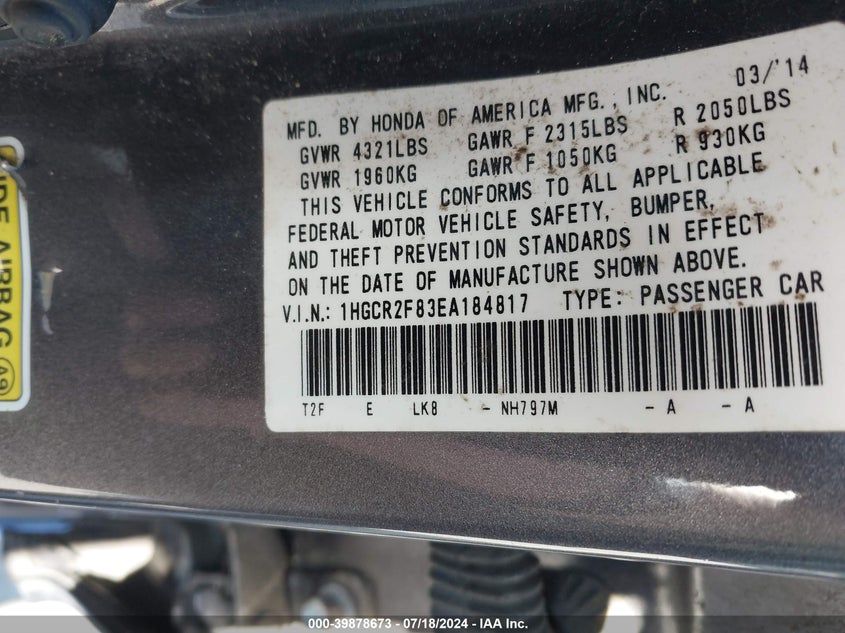 03/'14
MFD. BY HONDA OF AMERICA MFG., INC.
GVWR 4321LBS GAWR F 2315LBS R 2050LBS
GVWR 1960KG GAWR F 1050KG R 930KG
THIS VEHICLE CONFORMS TO ALL APPLICABLE
FEDERAL MOTOR VEHICLE SAFETY, BUMPER,
AND THEFT PREVENTION STANDARDS IN EFFECT
ON THE DATE OF MANUFACTURE SHOWN ABOVE.
V.I.N.: 1HGCR2F83EA184817 TYPE: PASSENGER CAR
T2F E LK8 - NH797M - A - A
IDE AIRBAG A9
000-39878673 / 07/18/2024 / IAA Inc.